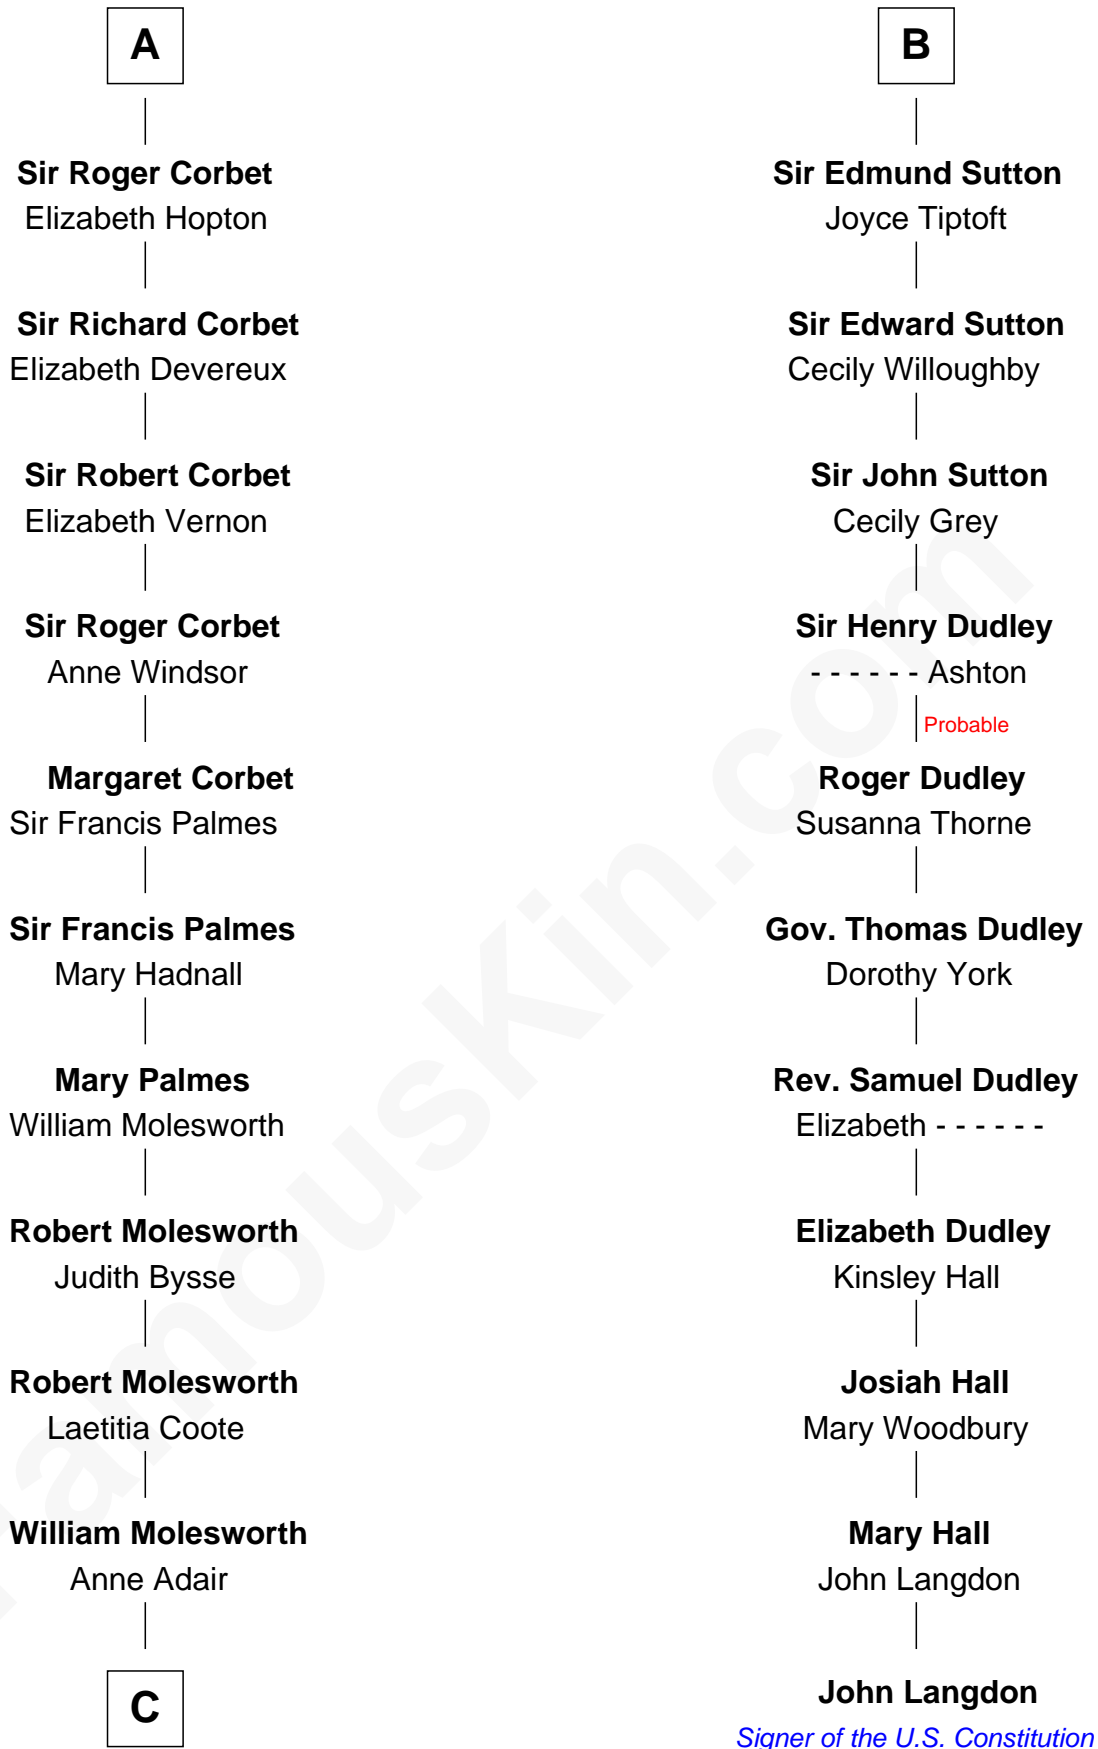 A
Sir Roger Corbet
Elizabeth Hopton
Sir Richard Corbet
Elizabeth Devereux
Sir Robert Corbet
Elizabeth Vernon
Sir Roger Corbet
Anne Windsor
Margaret Corbet
Sir Francis Palmes
Sir Francis Palmes
Mary Hadnall
Mary Palmes
William Molesworth
Robert Molesworth
Judith Bysse
Robert Molesworth
Laetitia Coote
William Molesworth
Anne Adair
C
B
Sir Edmund Sutton
Joyce Tiptoft
Sir Edward Sutton
Cecily Willoughby
Sir John Sutton
Cecily Grey
Sir Henry Dudley
- - - - - - Ashton
Probable
Roger Dudley
Susanna Thorne
Gov. Thomas Dudley
Dorothy York
Rev. Samuel Dudley
Elizabeth - - - - - -
Elizabeth Dudley
Kinsley Hall
Josiah Hall
Mary Woodbury
Mary Hall
John Langdon
John Langdon
Signer of the U.S. Constitution
FamousKin.com